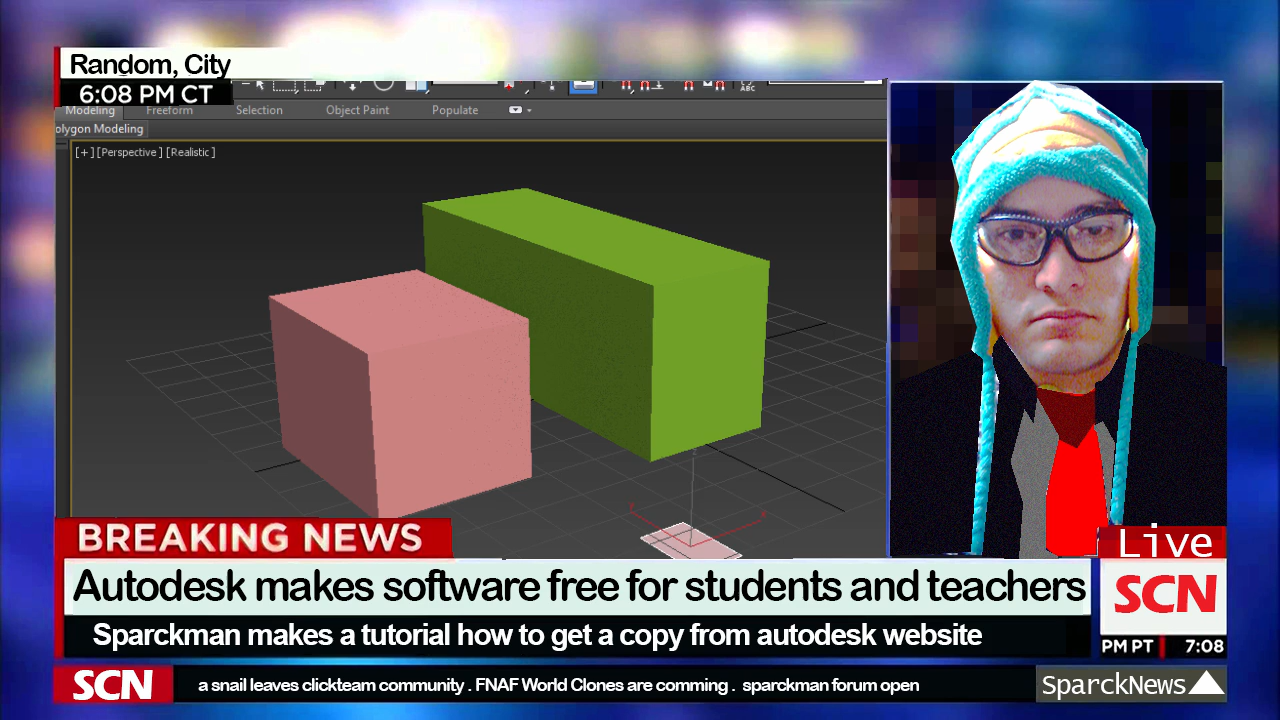 Random, City
6:08 PM CT
ABC
Modeling Freeform Selection Object Paint Populate
olygon Modeling
[+] [Perspective] [Realistic]
BREAKING NEWS
Live
Autodesk makes software free for students and teachers
SCN
Sparckman makes a tutorial how to get a copy from autodesk website
PM PT 7:08
SCN
a snail leaves clickteam community . FNAF World Clones are comming . sparckman forum open
SparckNews